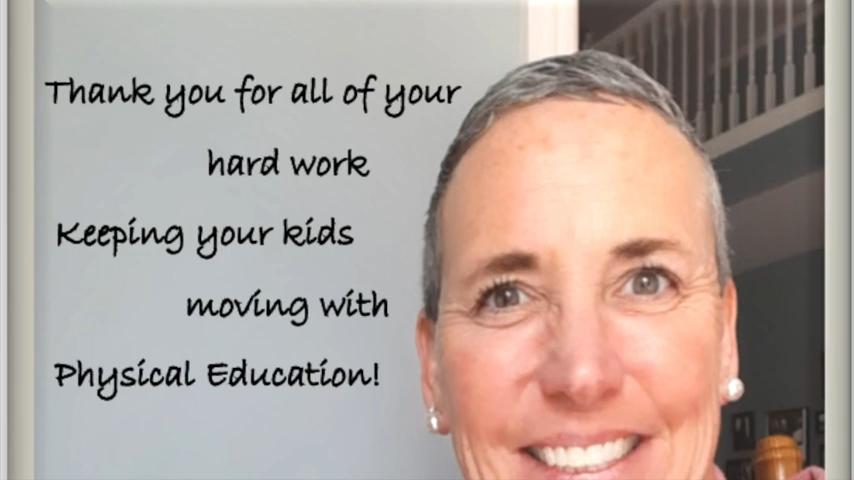 Thank you for all of your
hard work
Keeping your kids
moving with
Physical Education!